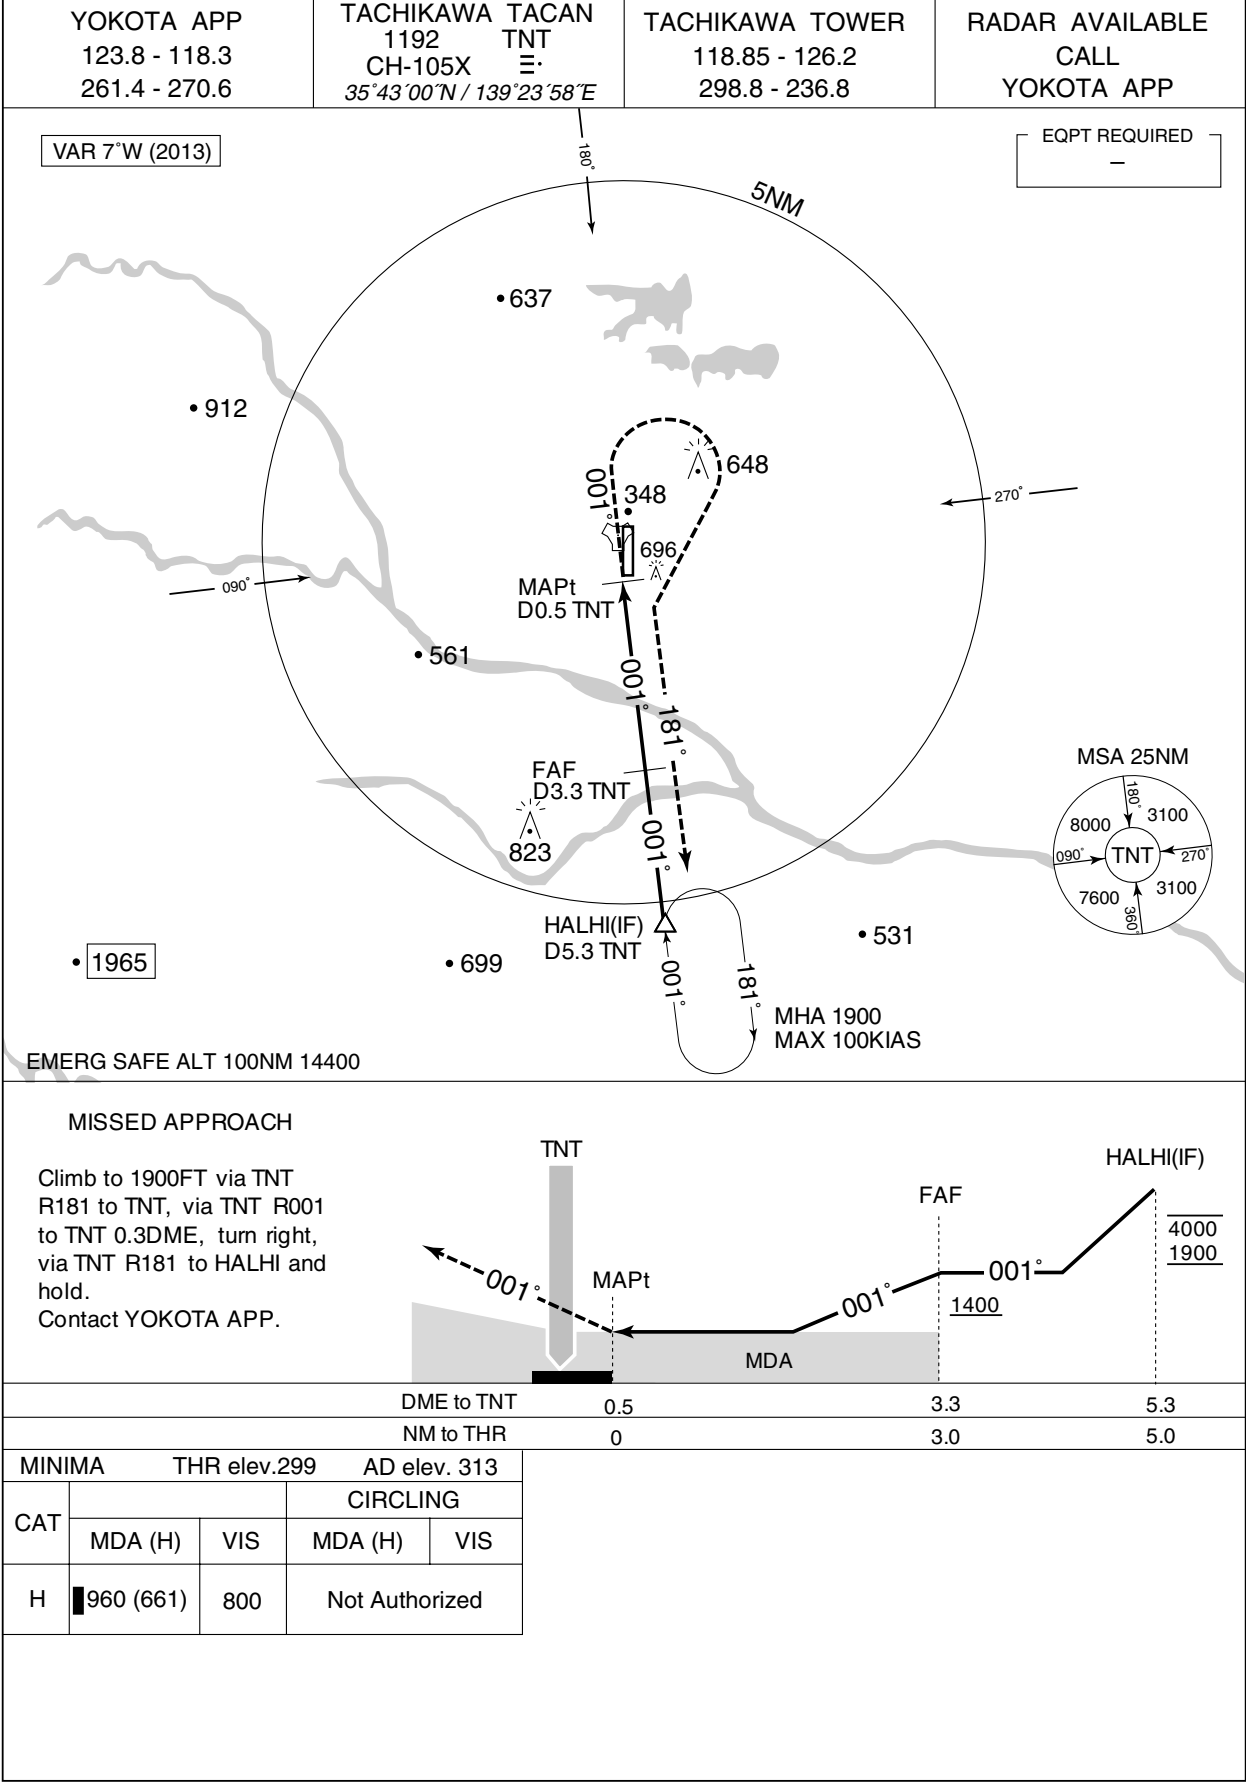 YOKOTA APP
123.8 - 118.3
261.4 - 270.6
TACHIKAWA TACAN
1192 TNT
CH-105X
35°43´00˝N / 139°23´58˝E
TACHIKAWA TOWER
118.85 - 126.2
298.8 - 236.8
RADAR AVAILABLE
CALL
YOKOTA APP
VAR 7°W (2013)
EQPT REQUIRED
–
180°
5NM
637
912
648
001°
348
270°
696
090°
MAPt
D0.5 TNT
561
001°
181°
FAF
D3.3 TNT
001°
823
MSA 25NM
180°
8000
3100
090°
TNT
270°
7600
3100
360°
HALHI(IF)
D5.3 TNT
531
1965
699
001°
181°
MHA 1900
MAX 100KIAS
EMERG SAFE ALT 100NM 14400
MISSED APPROACH
Climb to 1900FT via TNT
R181 to TNT, via TNT R001
to TNT 0.3DME, turn right,
via TNT R181 to HALHI and
hold.
Contact YOKOTA APP.
TNT
HALHI(IF)
FAF
4000
1900
001°
MAPt
001°
001°
1400
MDA
DME to TNT 0.5 3.3 5.3
NM to THR 0 3.0 5.0
MINIMA THR elev.299 AD elev. 313
CAT
CIRCLING
MDA (H) VIS MDA (H) VIS
H 960 (661) 800 Not Authorized